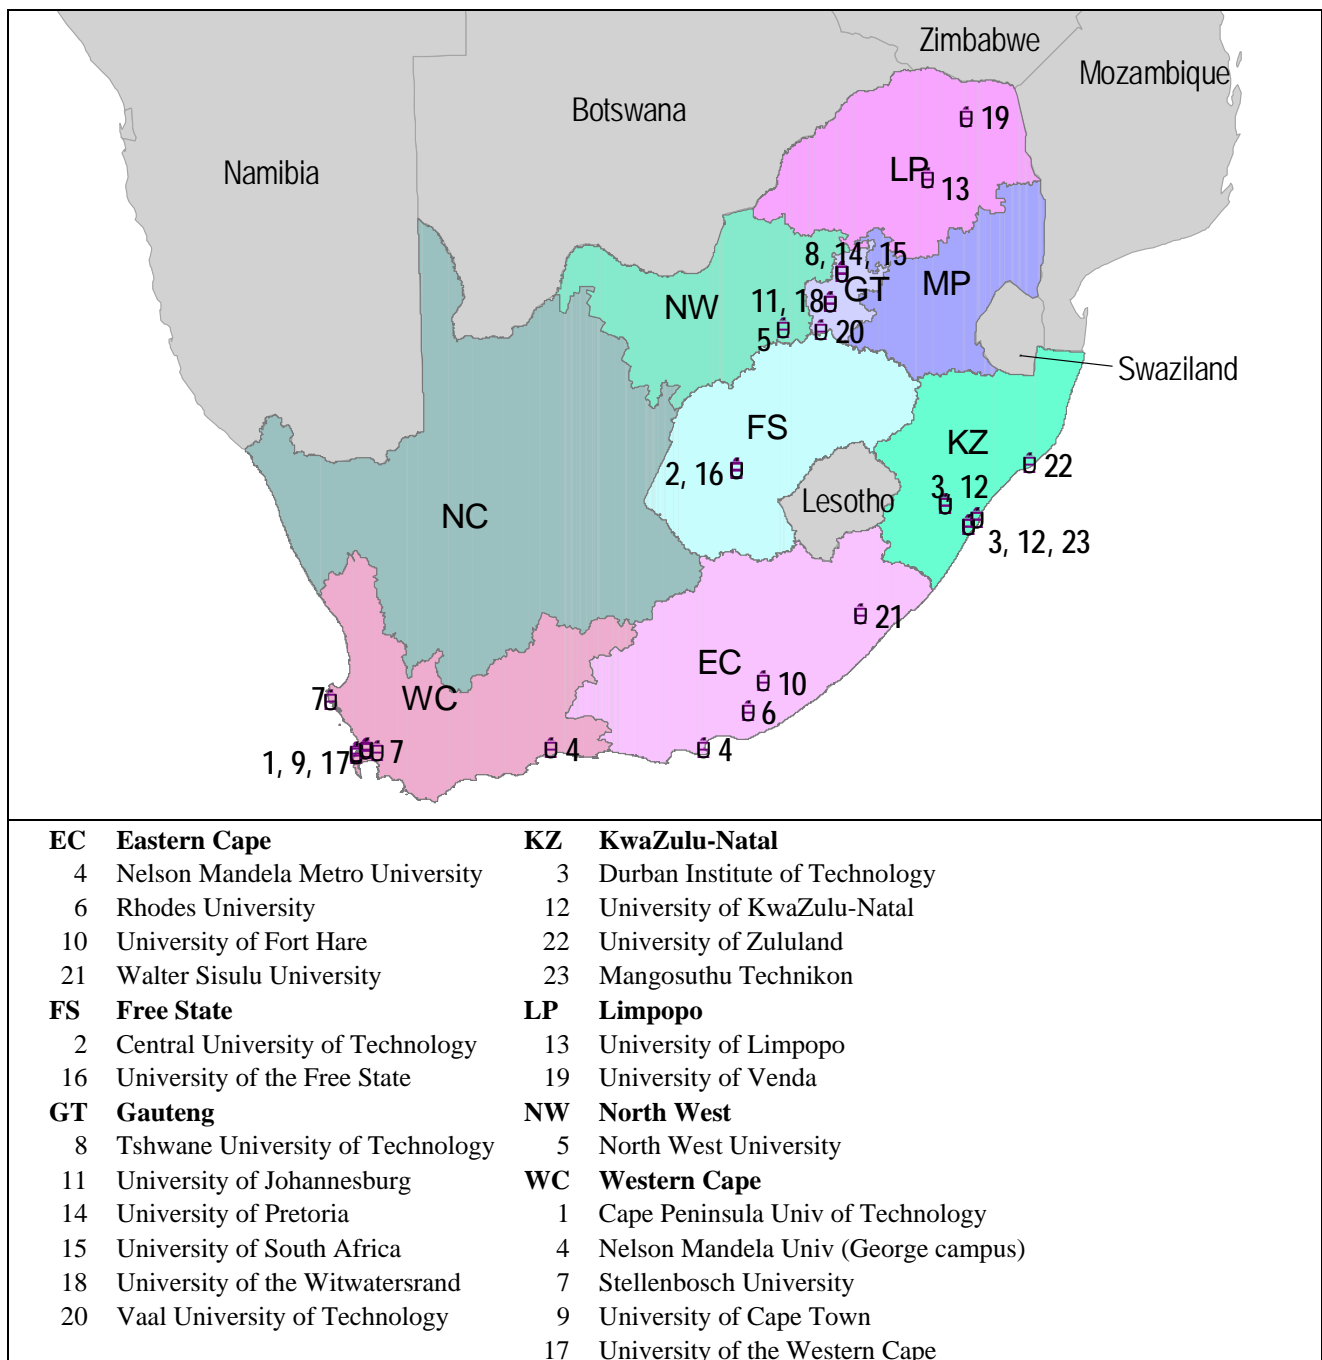 Zimbabwe
Mozambique
Botswana
Namibia
19
LP
13
8, 14, 15
MP
GT
NW
11, 18
5
20
Swaziland
FS
KZ
2, 16
22
Lesotho
3, 12
NC
3, 12, 23
21
EC
10
7
WC
6
1, 9, 17
7
4
4
EC Eastern Cape
4 Nelson Mandela Metro University
6 Rhodes University
10 University of Fort Hare
21 Walter Sisulu University
FS Free State
2 Central University of Technology
16 University of the Free State
GT Gauteng
8 Tshwane University of Technology
11 University of Johannesburg
14 University of Pretoria
15 University of South Africa
18 University of the Witwatersrand
20 Vaal University of Technology
KZ KwaZulu-Natal
3 Durban Institute of Technology
12 University of KwaZulu-Natal
22 University of Zululand
23 Mangosuthu Technikon
LP Limpopo
13 University of Limpopo
19 University of Venda
NW North West
5 North West University
WC Western Cape
1 Cape Peninsula Univ of Technology
4 Nelson Mandela Univ (George campus)
7 Stellenbosch University
9 University of Cape Town
17 University of the Western Cape